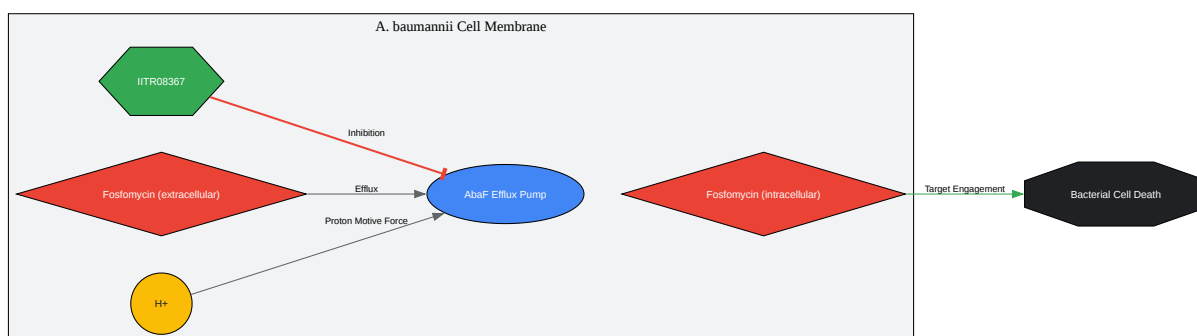 A. baumannii Cell Membrane
IITR08367
Inhibition
Fosfomycin (extracellular)
Efflux
AbaF Efflux Pump
Fosfomycin (intracellular)
Target Engagement
Bacterial Cell Death
Proton Motive Force
H+